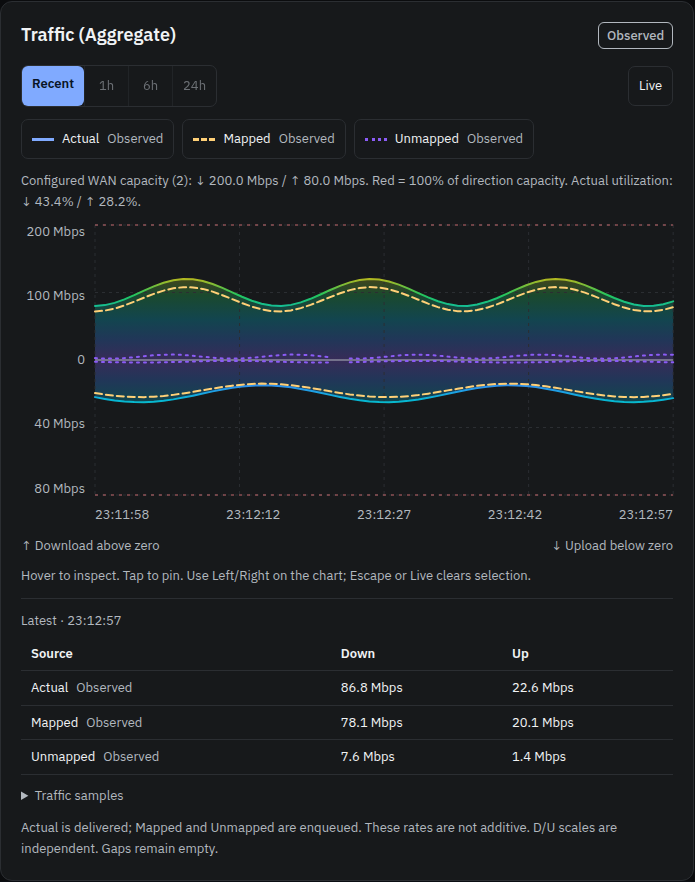 Traffic (Aggregate)
Observed
Recent 1h 6h 24h
Live
Actual Observed
Mapped Observed
Unmapped Observed
Configured WAN capacity (2): ↓ 200.0 Mbps / ↑ 80.0 Mbps. Red = 100% of direction capacity. Actual utilization:
↓ 43.4% / ↑ 28.2%.
200 Mbps
100 Mbps
0
40 Mbps
80 Mbps
23:11:58 23:12:12 23:12:27 23:12:42 23:12:57
↑ Download above zero
↓ Upload below zero
Hover to inspect. Tap to pin. Use Left/Right on the chart; Escape or Live clears selection.
Latest · 23:12:57
Source Down Up
Actual Observed 86.8 Mbps 22.6 Mbps
Mapped Observed 78.1 Mbps 20.1 Mbps
Unmapped Observed 7.6 Mbps 1.4 Mbps
▶ Traffic samples
Actual is delivered; Mapped and Unmapped are enqueued. These rates are not additive. D/U scales are
independent. Gaps remain empty.